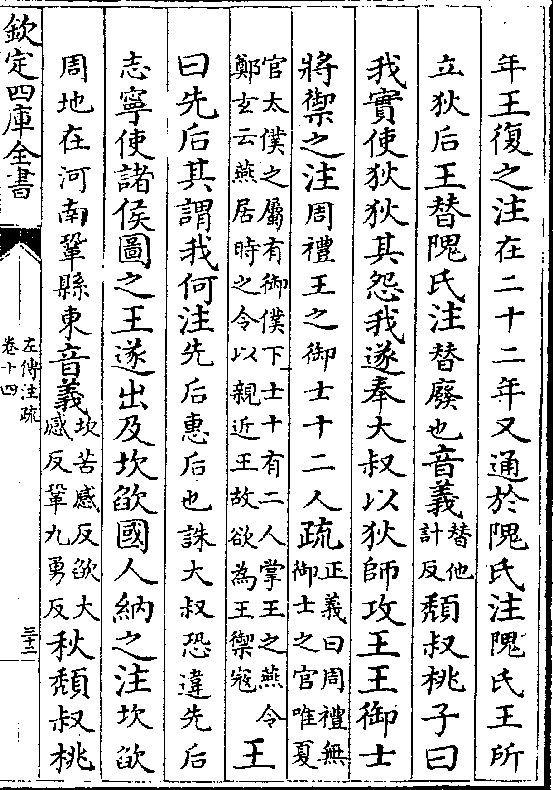 年王復之注在二十二年又通於隗氏注隗氏王所
立狄后王替隗氏注替廢也音義替他計反頹叔桃子曰
我實使狄狄其怨我遂奉大叔以狄師攻王王御士
將禦之注周禮王之御士十二人疏正義曰周禮無御士之官唯夏
官太僕之屬有御僕下士十有二人掌王之燕令
鄭玄云燕居時之令以親近王故欲為王禦寇王
曰先后其謂我何注先后惠后也誅大叔恐違先后
志寧使諸侯圖之王遂出及坎欿國人納之注坎欿
周地在河南鞏縣東音義坎苦感反欿大感反鞏九勇反秋頹叔桃
欽定四庫全書
左傳注疏
卷十四
三十二